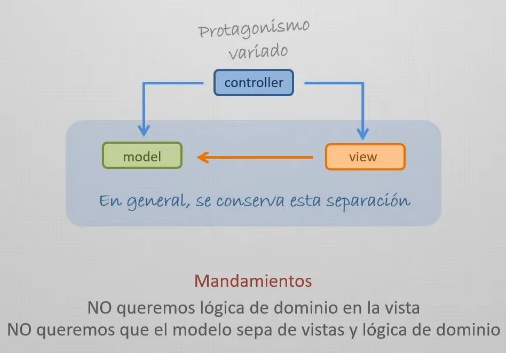 Protagonismo
variado
controller
model
view
En general, se conserva esta separación
Mandamientos
NO queremos lógica de dominio en la vista
NO queremos que el modelo sepa de vistas y lógica de dominio